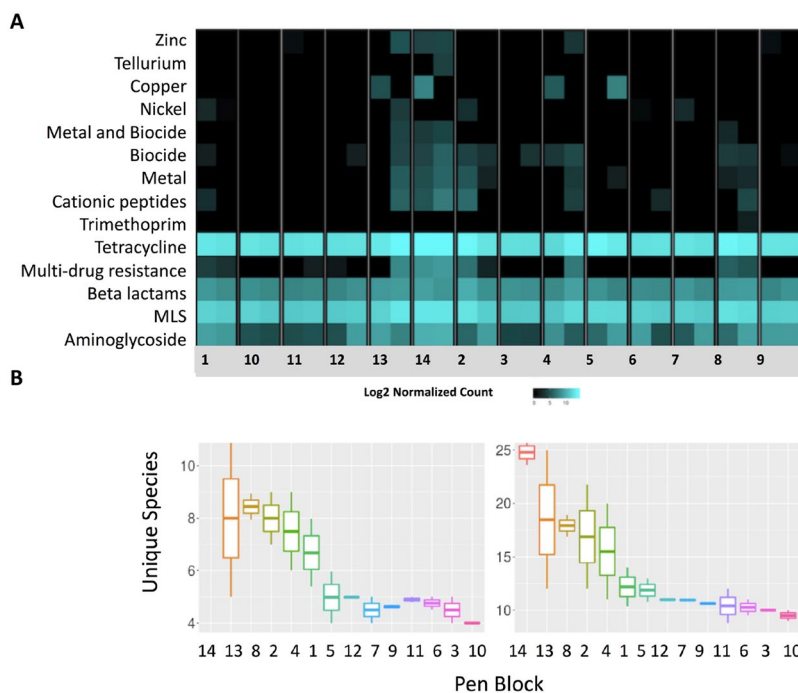 A
Zinc
Tellurium
Copper
Nickel
Metal and Biocide
Biocide
Metal
Cationic peptides
Trimethoprim
Tetracycline
Multi-drug resistance
Beta lactams
MLS
Aminoglycoside
1 10 11 12 13 14 2 3 4 5 6 7 8 9
B
Log2 Normalized Count
0 5 10
Unique Species
10
8
6
4
25
20
15
10
14 13 8 2 4 1 5 12 7 9 11 6 3 10
14 13 8 2 4 1 5 12 7 9 11 6 3 10
Pen Block